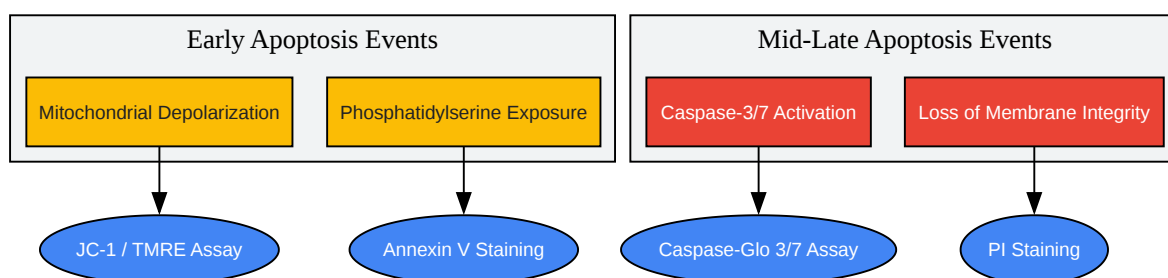 Early Apoptosis Events
Mid-Late Apoptosis Events
Mitochondrial Depolarization
Phosphatidylserine Exposure
Caspase-3/7 Activation
Loss of Membrane Integrity
JC-1 / TMRE Assay
Annexin V Staining
Caspase-Glo 3/7 Assay
PI Staining